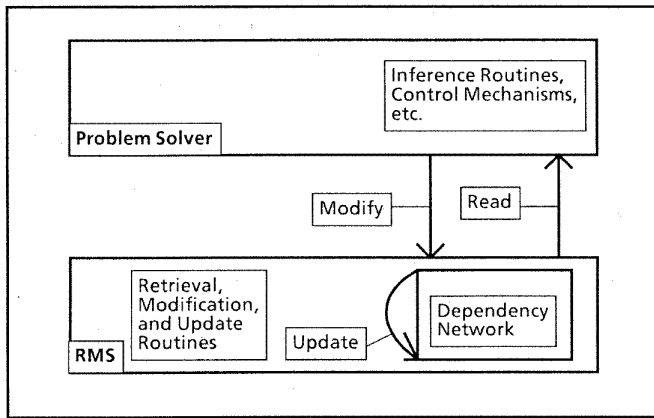 Inference Routines,
Control Mechanisms,
etc.
Problem Solver
Modify
Read
Retrieval,
Modification,
and Update
Routines
RMS
Update
Dependency
Network